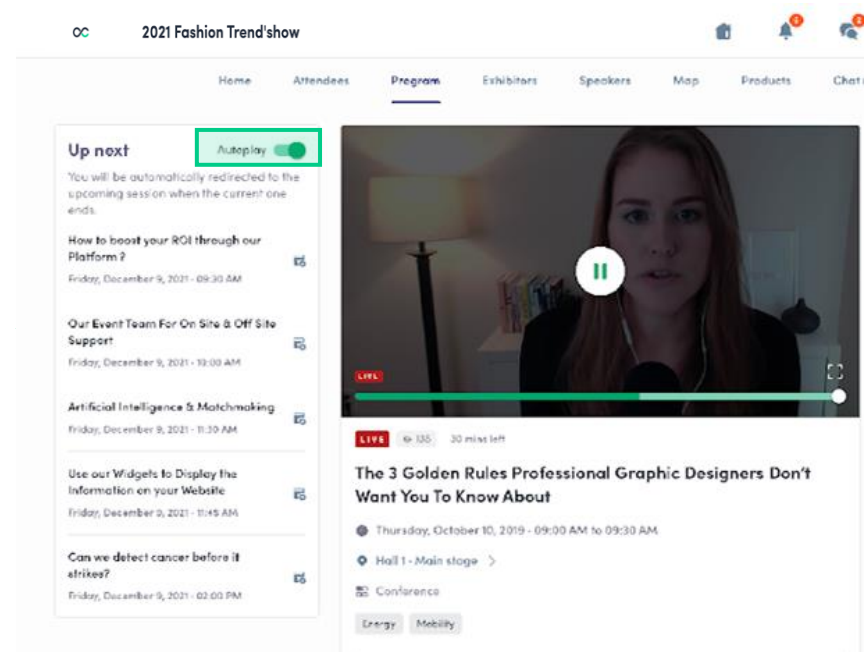 2021 Fashion Trend'show
Home Attendees Program Exhibitors Speakers Map Products Chat
Up next Autoplay
You will be automatically redirected to the
upcoming session when the current one
ends.
How to boost your ROI through our
Platform ?
Friday, December 9, 2021 - 09:30 AM
Our Event Team For On Site & Off Site
Support
Friday, December 9, 2021 - 10:00 AM
Artificial Intelligence & Matchmaking
Friday, December 9, 2021 - 11:30 AM
Use our Widgets to Display the
Information on your Website
Friday, December 9, 2021 - 11:45 AM
Can we detect cancer before it
strikes?
Friday, December 9, 2021 - 02:00 PM
LIVE
LIVE 135 30 mins left
The 3 Golden Rules Professional Graphic Designers Don't
Want You To Know About
Thursday, October 10, 2019 - 09:00 AM to 09:30 AM
Hall 1 - Main stage >
Conference
Energy Mobility